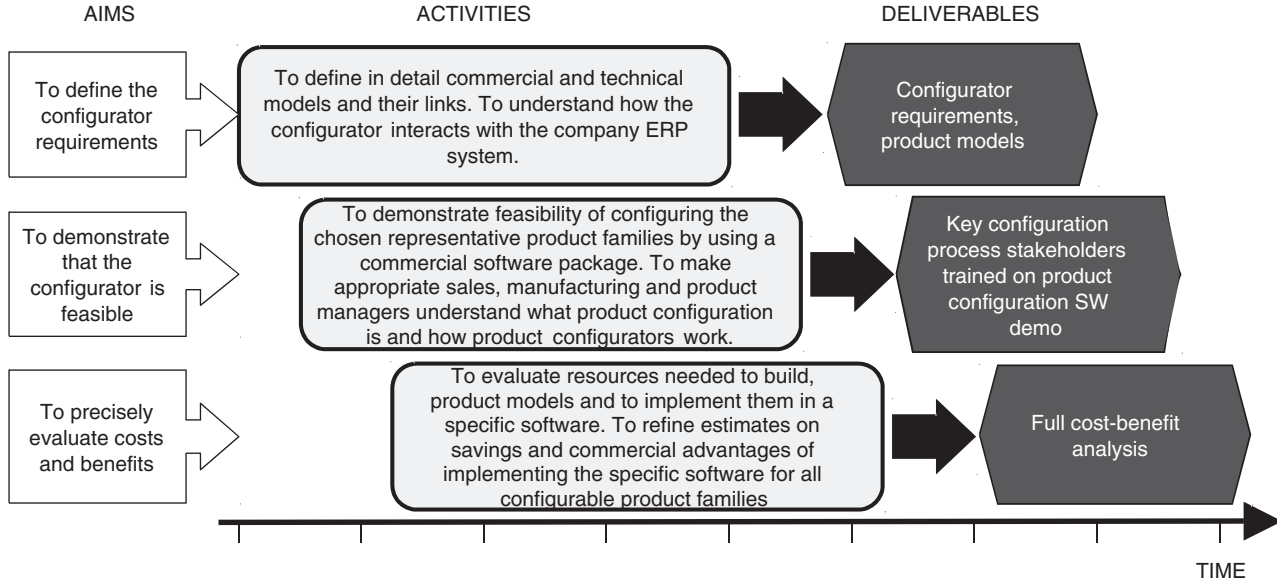 AIMS
ACTIVITIES
DELIVERABLES
To define the
configurator
requirements
To define in detail commercial and technical
models and their links. To understand how the
configurator interacts with the company ERP
system.
Configurator
requirements,
product models
To demonstrate
that the
configurator is
feasible
To demonstrate feasibility of configuring the
chosen representative product families by using a
commercial software package. To make
appropriate sales, manufacturing and product
managers understand what product configuration
is and how product configurators work.
Key configuration
process stakeholders
trained on product
configuration SW
demo
To precisely
evaluate costs
and benefits
To evaluate resources needed to build,
product models and to implement them in a
specific software. To refine estimates on
savings and commercial advantages of
implementing the specific software for all
configurable product families
Full cost-benefit
analysis
TIME